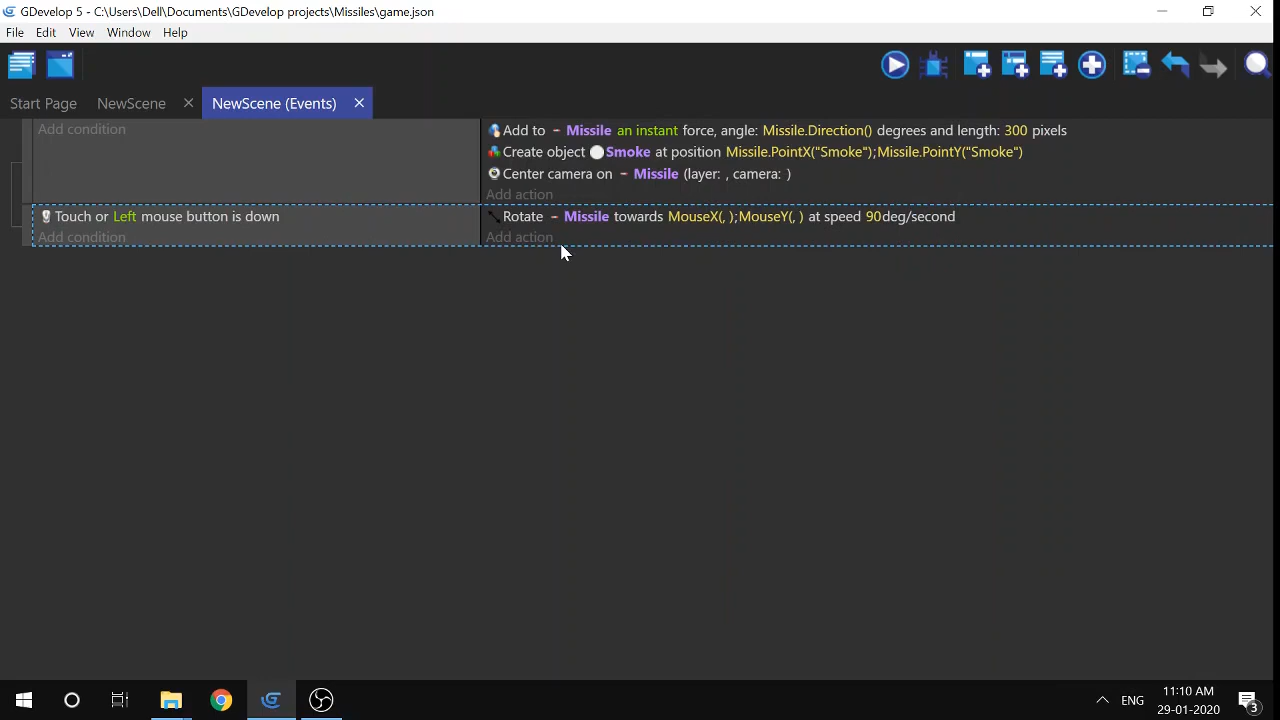 GDevelop 5 - C:\Users\Dell\Documents\GDevelop projects\Missiles\game.json
File Edit View Window Help
Start Page NewScene NewScene (Events)
Add condition
Add to Missile an instant force, angle: Missile.Direction() degrees and length: 300 pixels
Create object Smoke at position Missile.PointX("Smoke");Missile.PointY("Smoke")
Center camera on Missile (layer: , camera: )
Add action
Touch or Left mouse button is down
Add condition
Rotate Missile towards MouseX(, );MouseY(, ) at speed 90deg/second
Add action
ENG
11:10 AM
29-01-2020
3